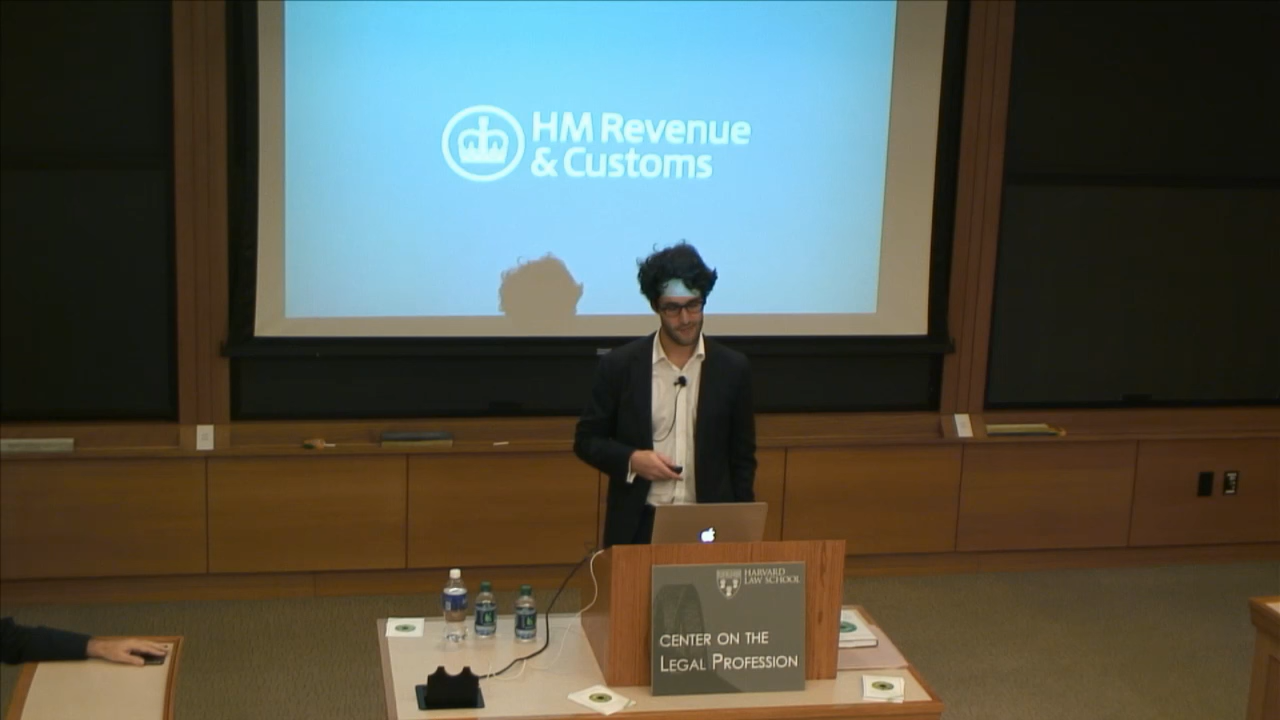 HM Revenue
& Customs
HARVARD
LAW SCHOOL
CENTER ON THE
LEGAL PROFESSION